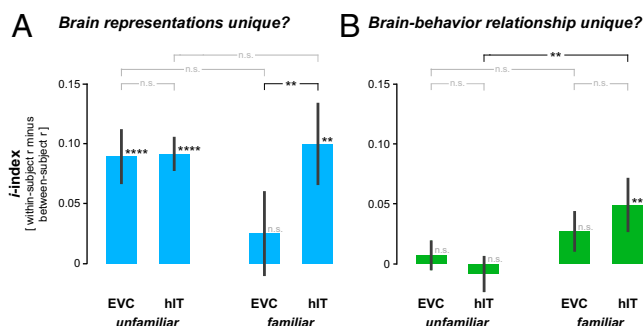 A Brain representations unique?
B Brain-behavior relationship unique?
n.s.
**
n.s.
n.s.
n.s.
**
n.s.
n.s.
0.15
0.10
0.05
0
i-index
[ within-subject r minus
between-subject r ]
****
****
n.s.
**
EVC hIT EVC hIT
unfamiliar familiar
0.15
0.10
0.05
0
n.s.
n.s.
n.s.
**
EVC hIT EVC hIT
unfamiliar familiar